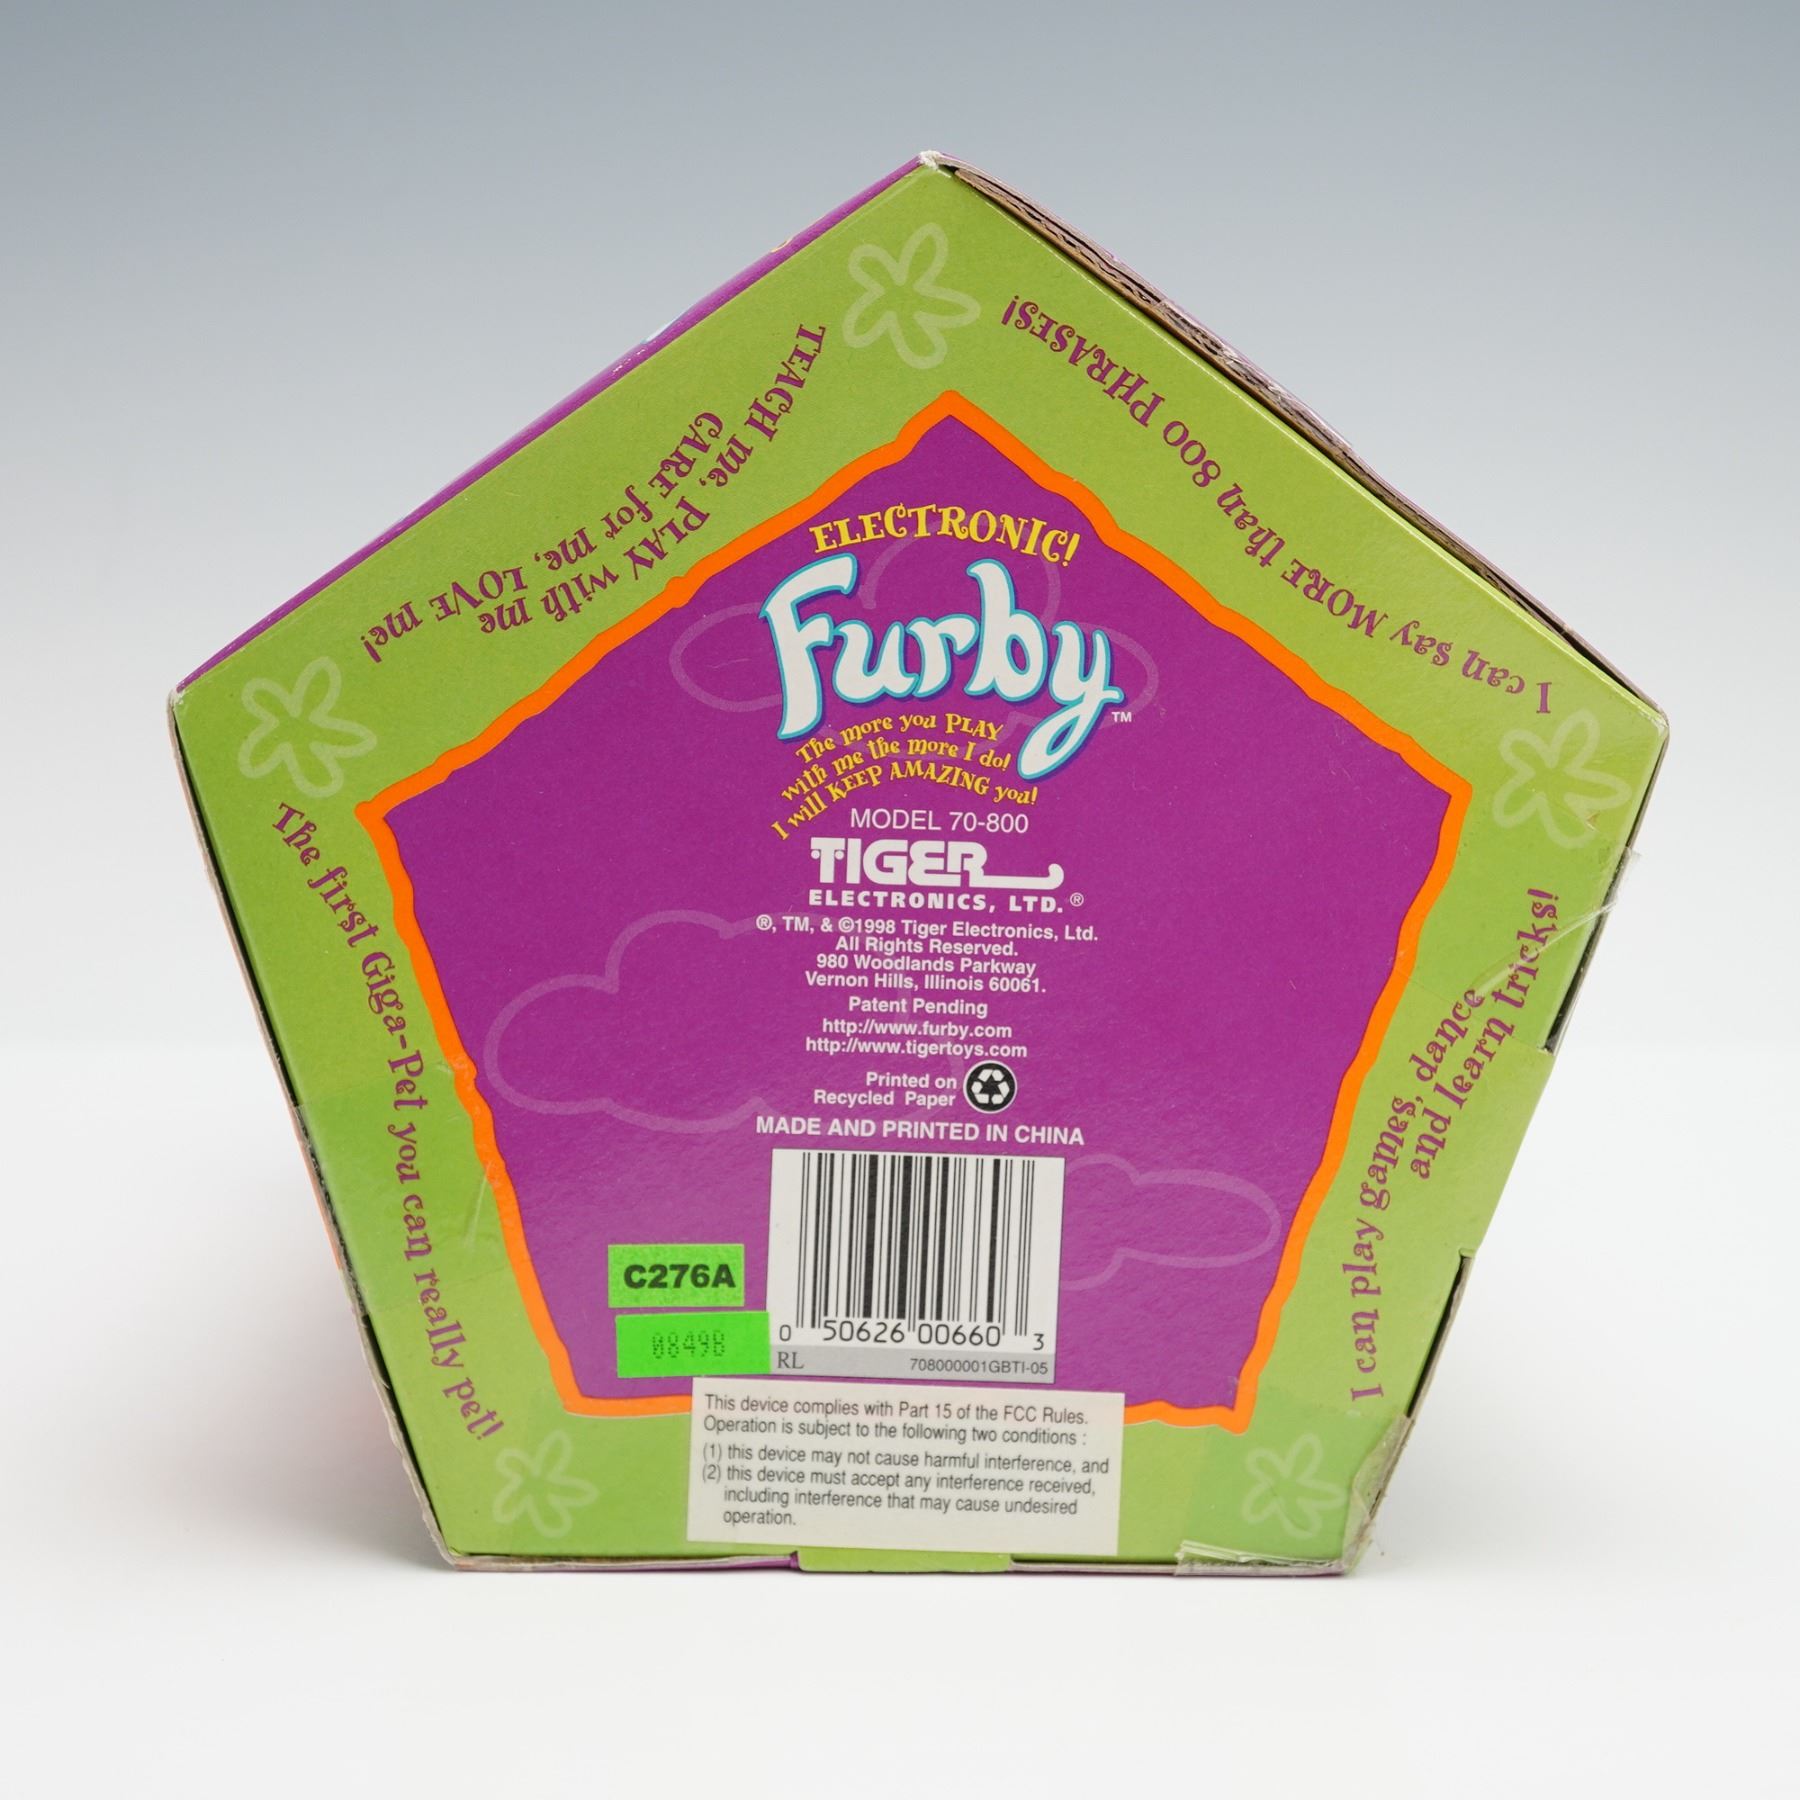 TEACH me, PLAY with me
CARE for me, LOVE me!
I can say MORE than 800 PHRASES!
The first Giga-Pet you can really pet!
I can play games, dance
and learn tricks!
ELECTRONIC!
Furby™
The more you PLAY
with me the more I do!
I will KEEP AMAZING you!
MODEL 70-800
TIGER
ELECTRONICS, LTD.®
®, TM, & ©1998 Tiger Electronics, Ltd.
All Rights Reserved.
980 Woodlands Parkway
Vernon Hills, Illinois 60061.
Patent Pending
http://www.furby.com
http://www.tigertoys.com
Printed on
Recycled Paper
MADE AND PRINTED IN CHINA
C276A
08498
0 50626 00660 3
RL 708000001GBTI-05
This device complies with Part 15 of the FCC Rules.
Operation is subject to the following two conditions :
(1) this device may not cause harmful interference, and
(2) this device must accept any interference received,
including interference that may cause undesired
operation.